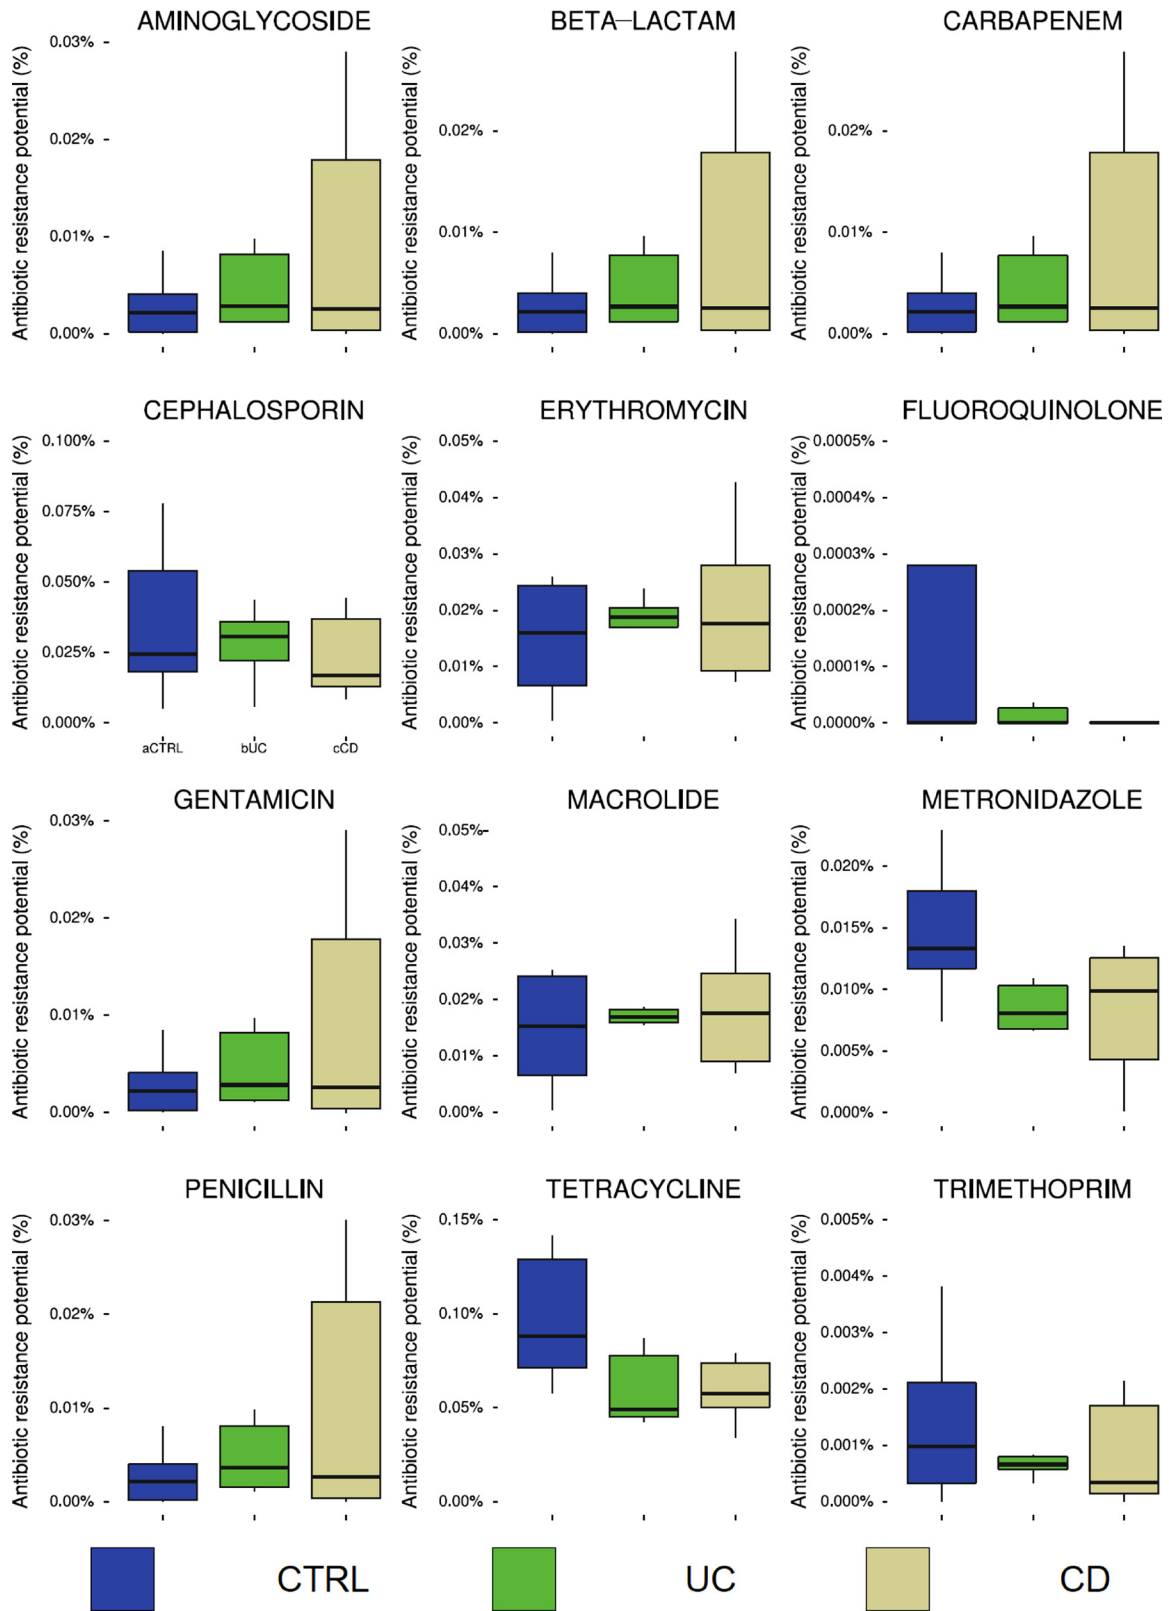 AMINOGLYCOSIDE
Antibiotic resistance potential (%)
0.03%
0.02%
0.01%
0.00%
BETA–LACTAM
Antibiotic resistance potential (%)
0.02%
0.01%
0.00%
CARBAPENEM
Antibiotic resistance potential (%)
0.02%
0.01%
0.00%
CEPHALOSPORIN
Antibiotic resistance potential (%)
0.100%
0.075%
0.050%
0.025%
0.000%
aCTRL bUC cCD
ERYTHROMYCIN
Antibiotic resistance potential (%)
0.05%
0.04%
0.03%
0.02%
0.01%
0.00%
FLUOROQUINOLONE
Antibiotic resistance potential (%)
0.0005%
0.0004%
0.0003%
0.0002%
0.0001%
0.0000%
GENTAMICIN
Antibiotic resistance potential (%)
0.03%
0.02%
0.01%
0.00%
MACROLIDE
Antibiotic resistance potential (%)
0.05%
0.04%
0.03%
0.02%
0.01%
0.00%
METRONIDAZOLE
Antibiotic resistance potential (%)
0.020%
0.015%
0.010%
0.005%
0.000%
PENICILLIN
Antibiotic resistance potential (%)
0.03%
0.02%
0.01%
0.00%
TETRACYCLINE
Antibiotic resistance potential (%)
0.15%
0.10%
0.05%
0.00%
TRIMETHOPRIM
Antibiotic resistance potential (%)
0.005%
0.004%
0.003%
0.002%
0.001%
0.000%
CTRL UC CD